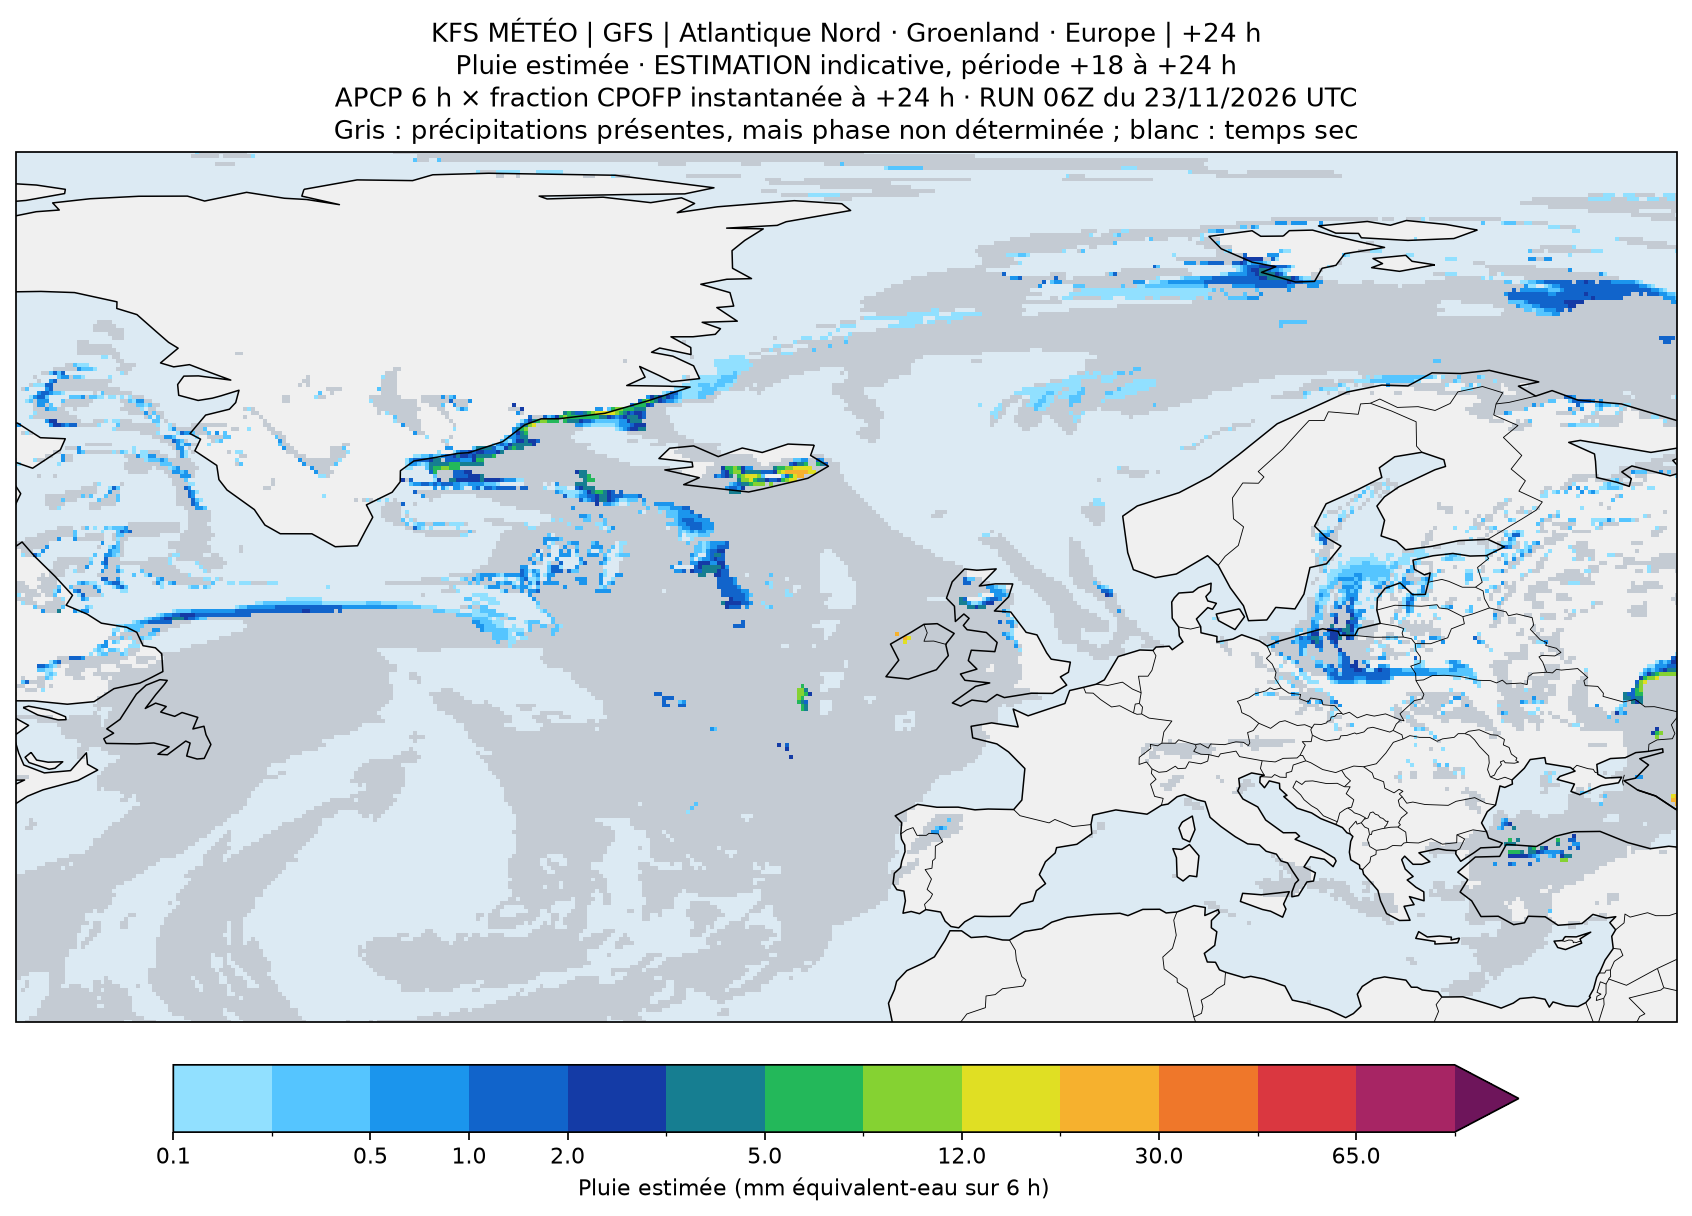 KFS MÉTÉO | GFS | Atlantique Nord · Groenland · Europe | +24 h
Pluie estimée · ESTIMATION indicative, période +18 à +24 h
APCP 6 h × fraction CPOFP instantanée à +24 h · RUN 06Z du 23/11/2026 UTC
Gris : précipitations présentes, mais phase non déterminée ; blanc : temps sec
0.1 0.5 1.0 2.0 5.0 12.0 30.0 65.0
Pluie estimée (mm équivalent-eau sur 6 h)